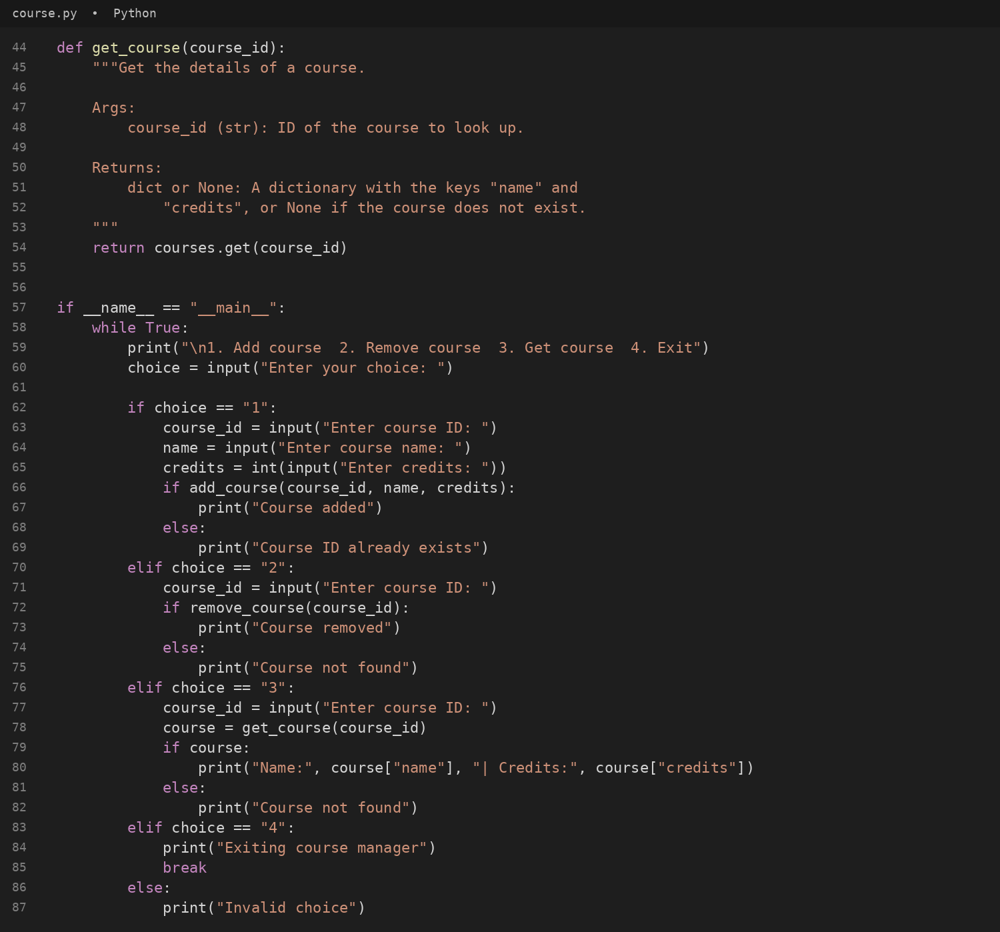 course.py • Python
44 def get_course(course_id):
45     """Get the details of a course.
46
47     Args:
48         course_id (str): ID of the course to look up.
49
50     Returns:
51         dict or None: A dictionary with the keys "name" and
52             "credits", or None if the course does not exist.
53     """
54     return courses.get(course_id)
55
56
57 if __name__ == "__main__":
58     while True:
59         print("\n1. Add course  2. Remove course  3. Get course  4. Exit")
60         choice = input("Enter your choice: ")
61
62         if choice == "1":
63             course_id = input("Enter course ID: ")
64             name = input("Enter course name: ")
65             credits = int(input("Enter credits: "))
66             if add_course(course_id, name, credits):
67                 print("Course added")
68             else:
69                 print("Course ID already exists")
70         elif choice == "2":
71             course_id = input("Enter course ID: ")
72             if remove_course(course_id):
73                 print("Course removed")
74             else:
75                 print("Course not found")
76         elif choice == "3":
77             course_id = input("Enter course ID: ")
78             course = get_course(course_id)
79             if course:
80                 print("Name:", course["name"], "| Credits:", course["credits"])
81             else:
82                 print("Course not found")
83         elif choice == "4":
84             print("Exiting course manager")
85             break
86         else:
87             print("Invalid choice")